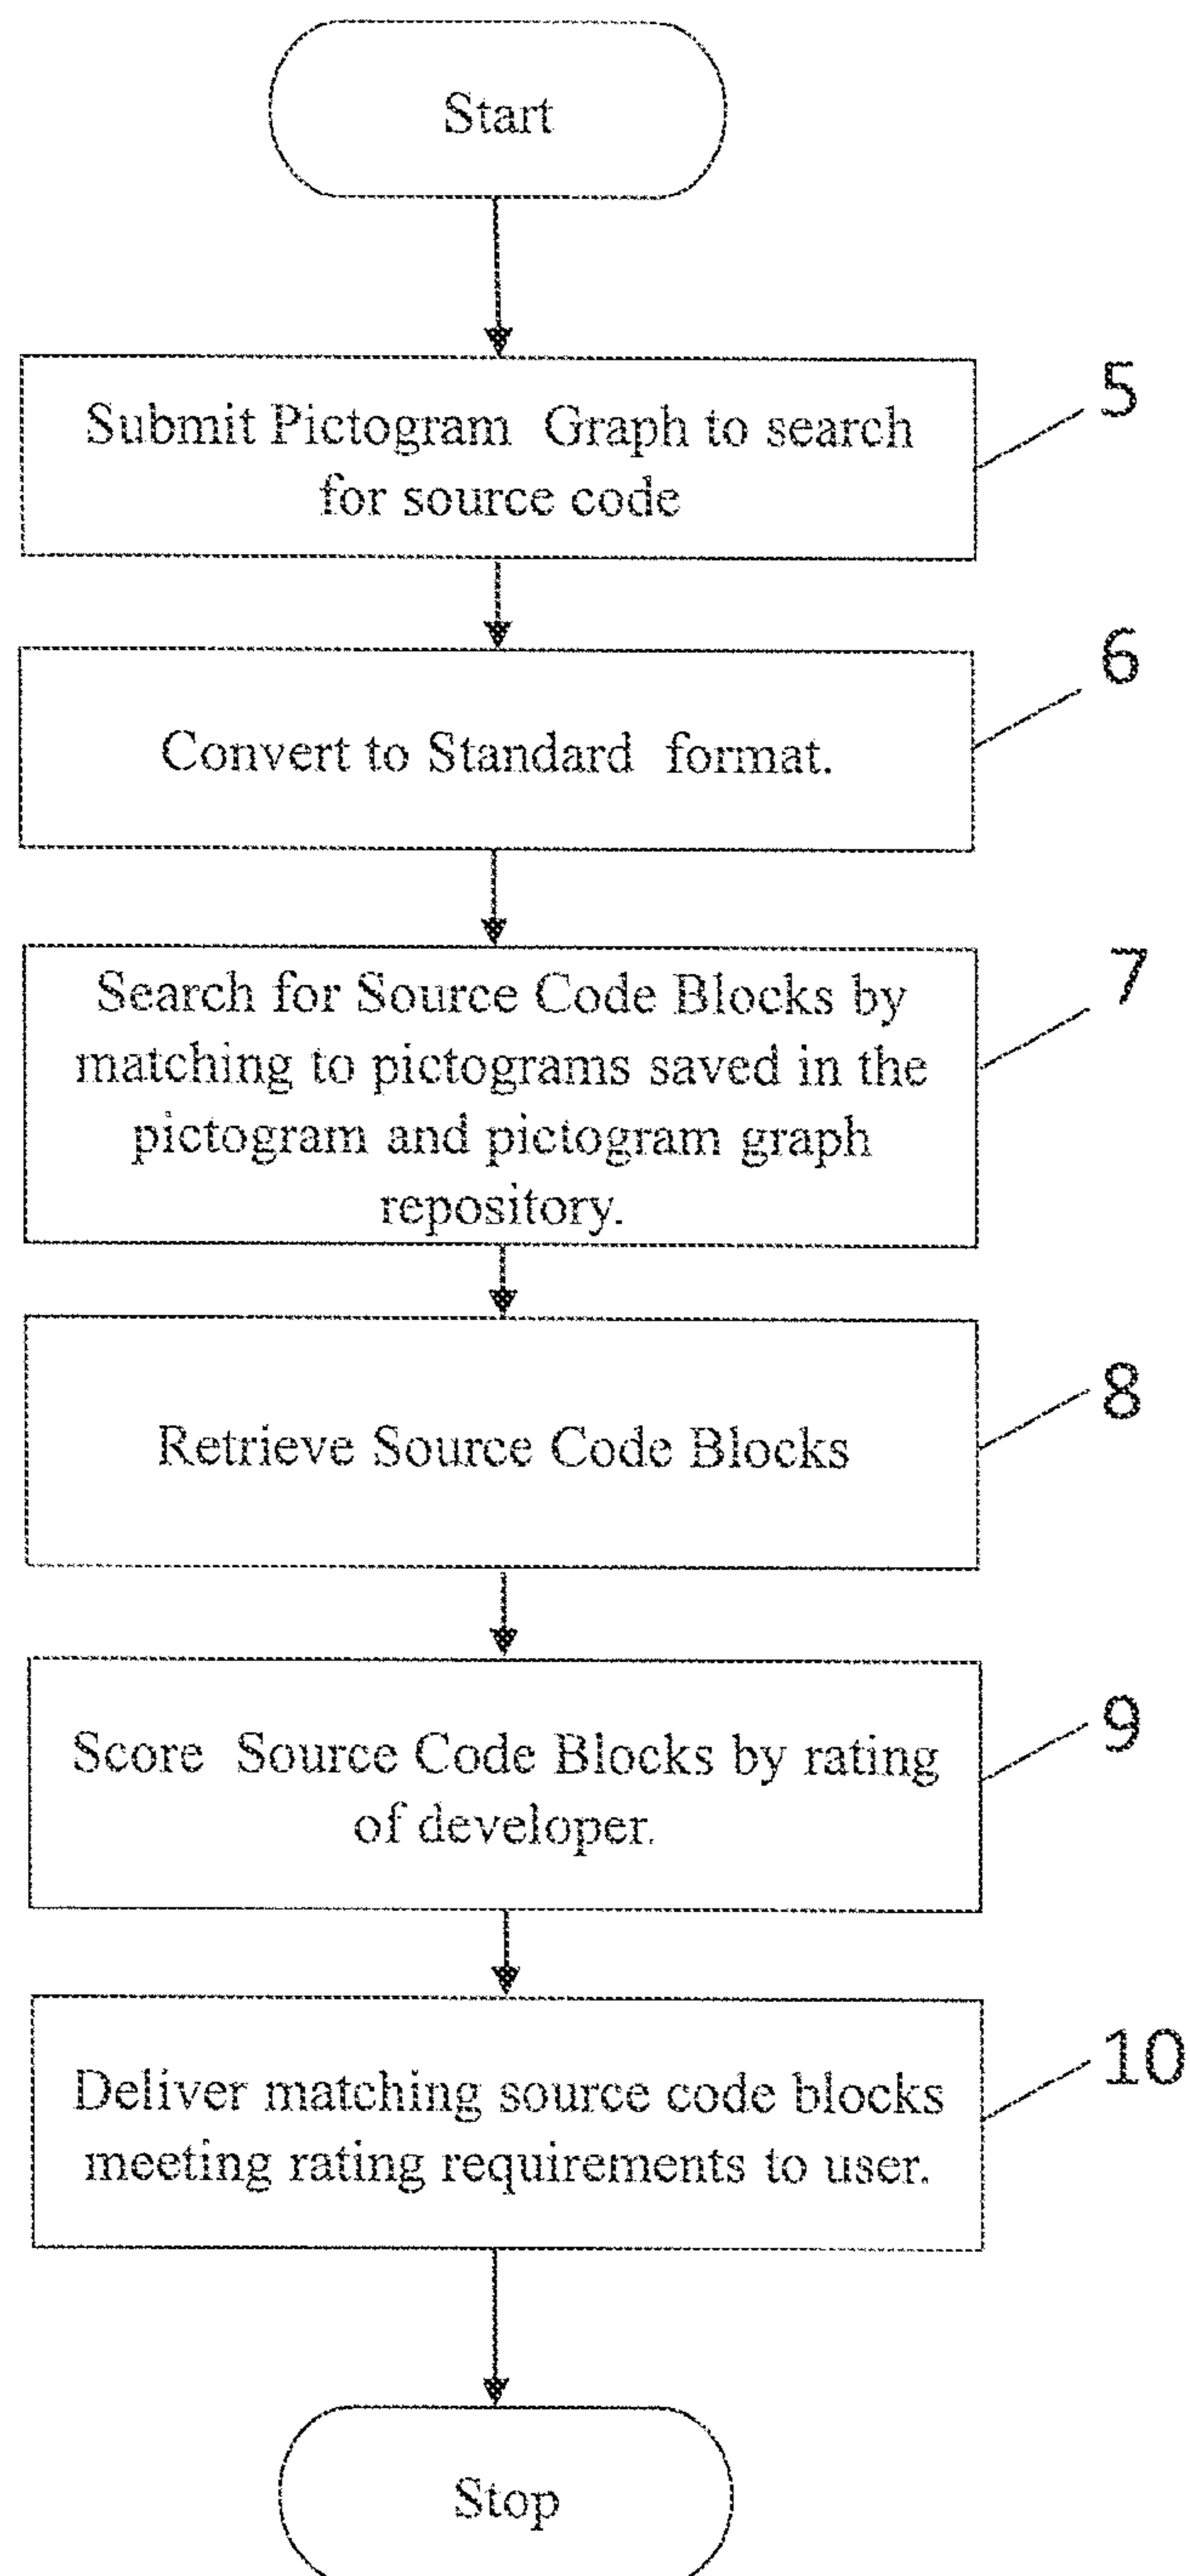 Start
Submit Pictogram Graph to search
for source code
5
Convert to Standard format.
6
Search for Source Code Blocks by
matching to pictograms saved in the
pictogram and pictogram graph
repository.
7
Retrieve Source Code Blocks
8
Score Source Code Blocks by rating
of developer.
9
Deliver matching source code blocks
meeting rating requirements to user.
10
Stop